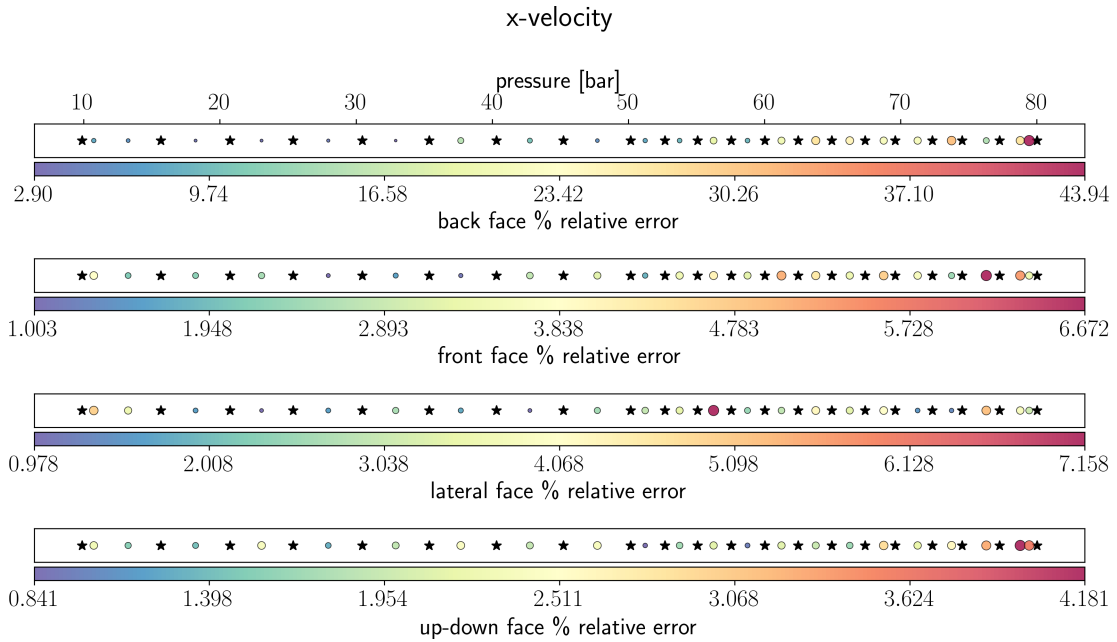 x-velocity
pressure [bar]
10 20 30 40 50 60 70 80
2.90 9.74 16.58 23.42 30.26 37.10 43.94
back face % relative error
1.003 1.948 2.893 3.838 4.783 5.728 6.672
front face % relative error
0.978 2.008 3.038 4.068 5.098 6.128 7.158
lateral face % relative error
0.841 1.398 1.954 2.511 3.068 3.624 4.181
up-down face % relative error